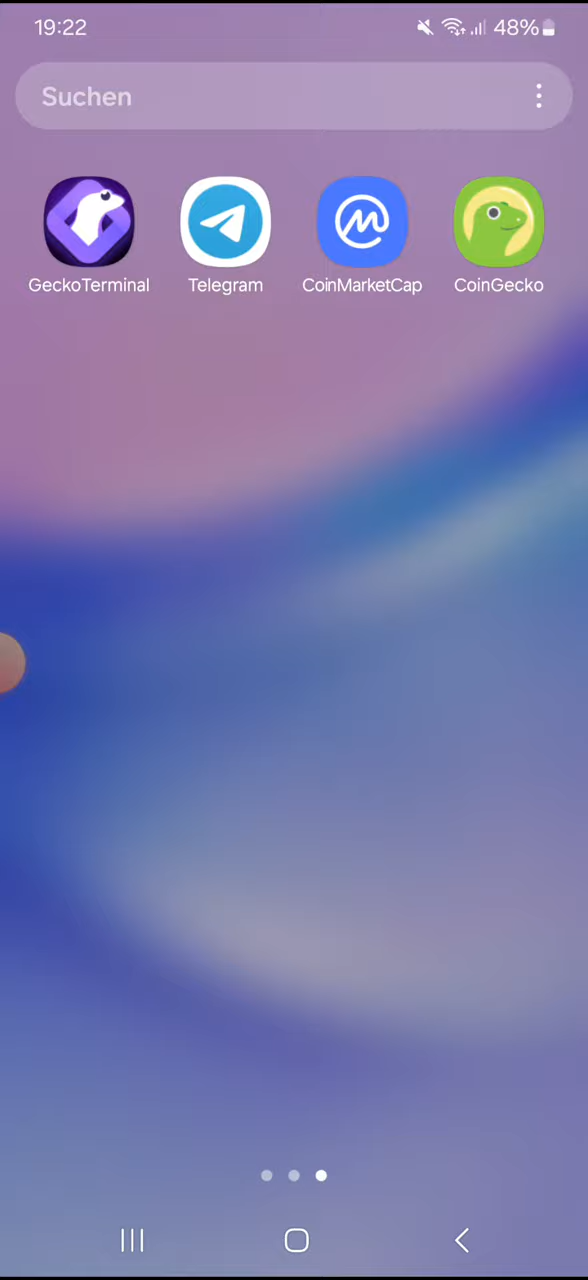 19:22
48%
Suchen
GeckoTerminal
Telegram
CoinMarketCap
CoinGecko